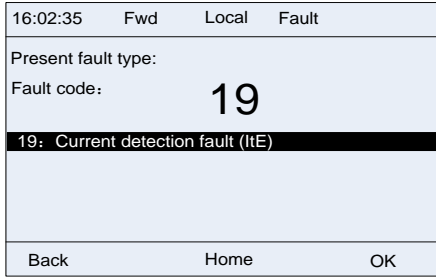 16:02:35 Fwd Local Fault
Present fault type:
Fault code：
19
19：Current detection fault (ItE)
Back Home OK